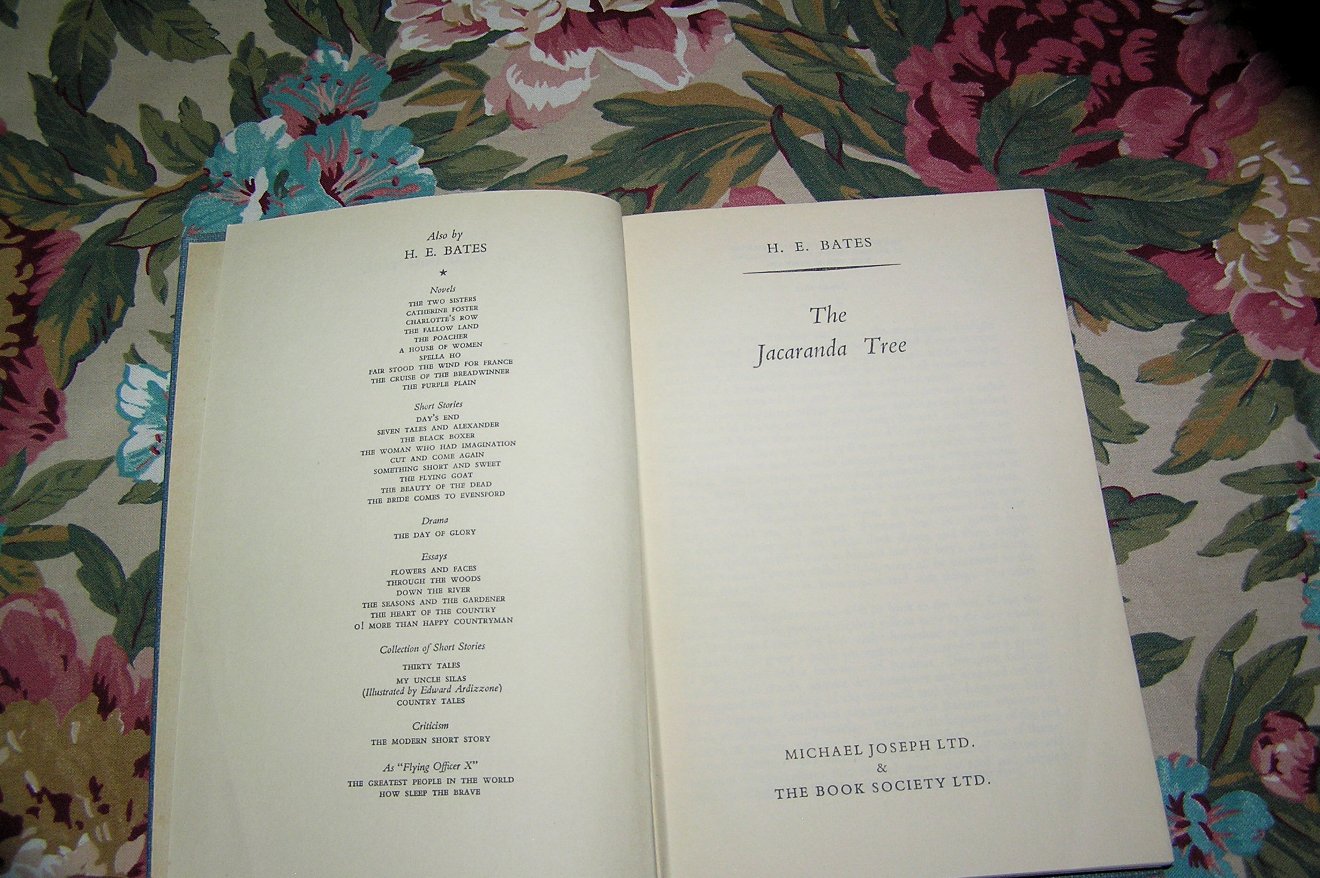 Also by
H. E. BATES
★
Novels
THE TWO SISTERS
CATHERINE FOSTER
CHARLOTTE'S ROW
THE FALLOW LAND
THE POACHER
A HOUSE OF WOMEN
SPELLA HO
FAIR STOOD THE WIND FOR FRANCE
THE CRUISE OF THE BREADWINNER
THE PURPLE PLAIN
Short Stories
DAY'S END
SEVEN TALES AND ALEXANDER
THE BLACK BOXER
THE WOMAN WHO HAD IMAGINATION
CUT AND COME AGAIN
SOMETHING SHORT AND SWEET
THE FLYING GOAT
THE BEAUTY OF THE DEAD
THE BRIDE COMES TO EVENSFORD
Drama
THE DAY OF GLORY
Essays
FLOWERS AND FACES
THROUGH THE WOODS
DOWN THE RIVER
THE SEASONS AND THE GARDENER
THE HEART OF THE COUNTRY
O! MORE THAN HAPPY COUNTRYMAN
Collection of Short Stories
THIRTY TALES
MY UNCLE SILAS
(Illustrated by Edward Ardizzone)
COUNTRY TALES
Criticism
THE MODERN SHORT STORY
As "Flying Officer X"
THE GREATEST PEOPLE IN THE WORLD
HOW SLEEP THE BRAVE
H. E. BATES
The
Jacaranda Tree
MICHAEL JOSEPH LTD.
&
THE BOOK SOCIETY LTD.